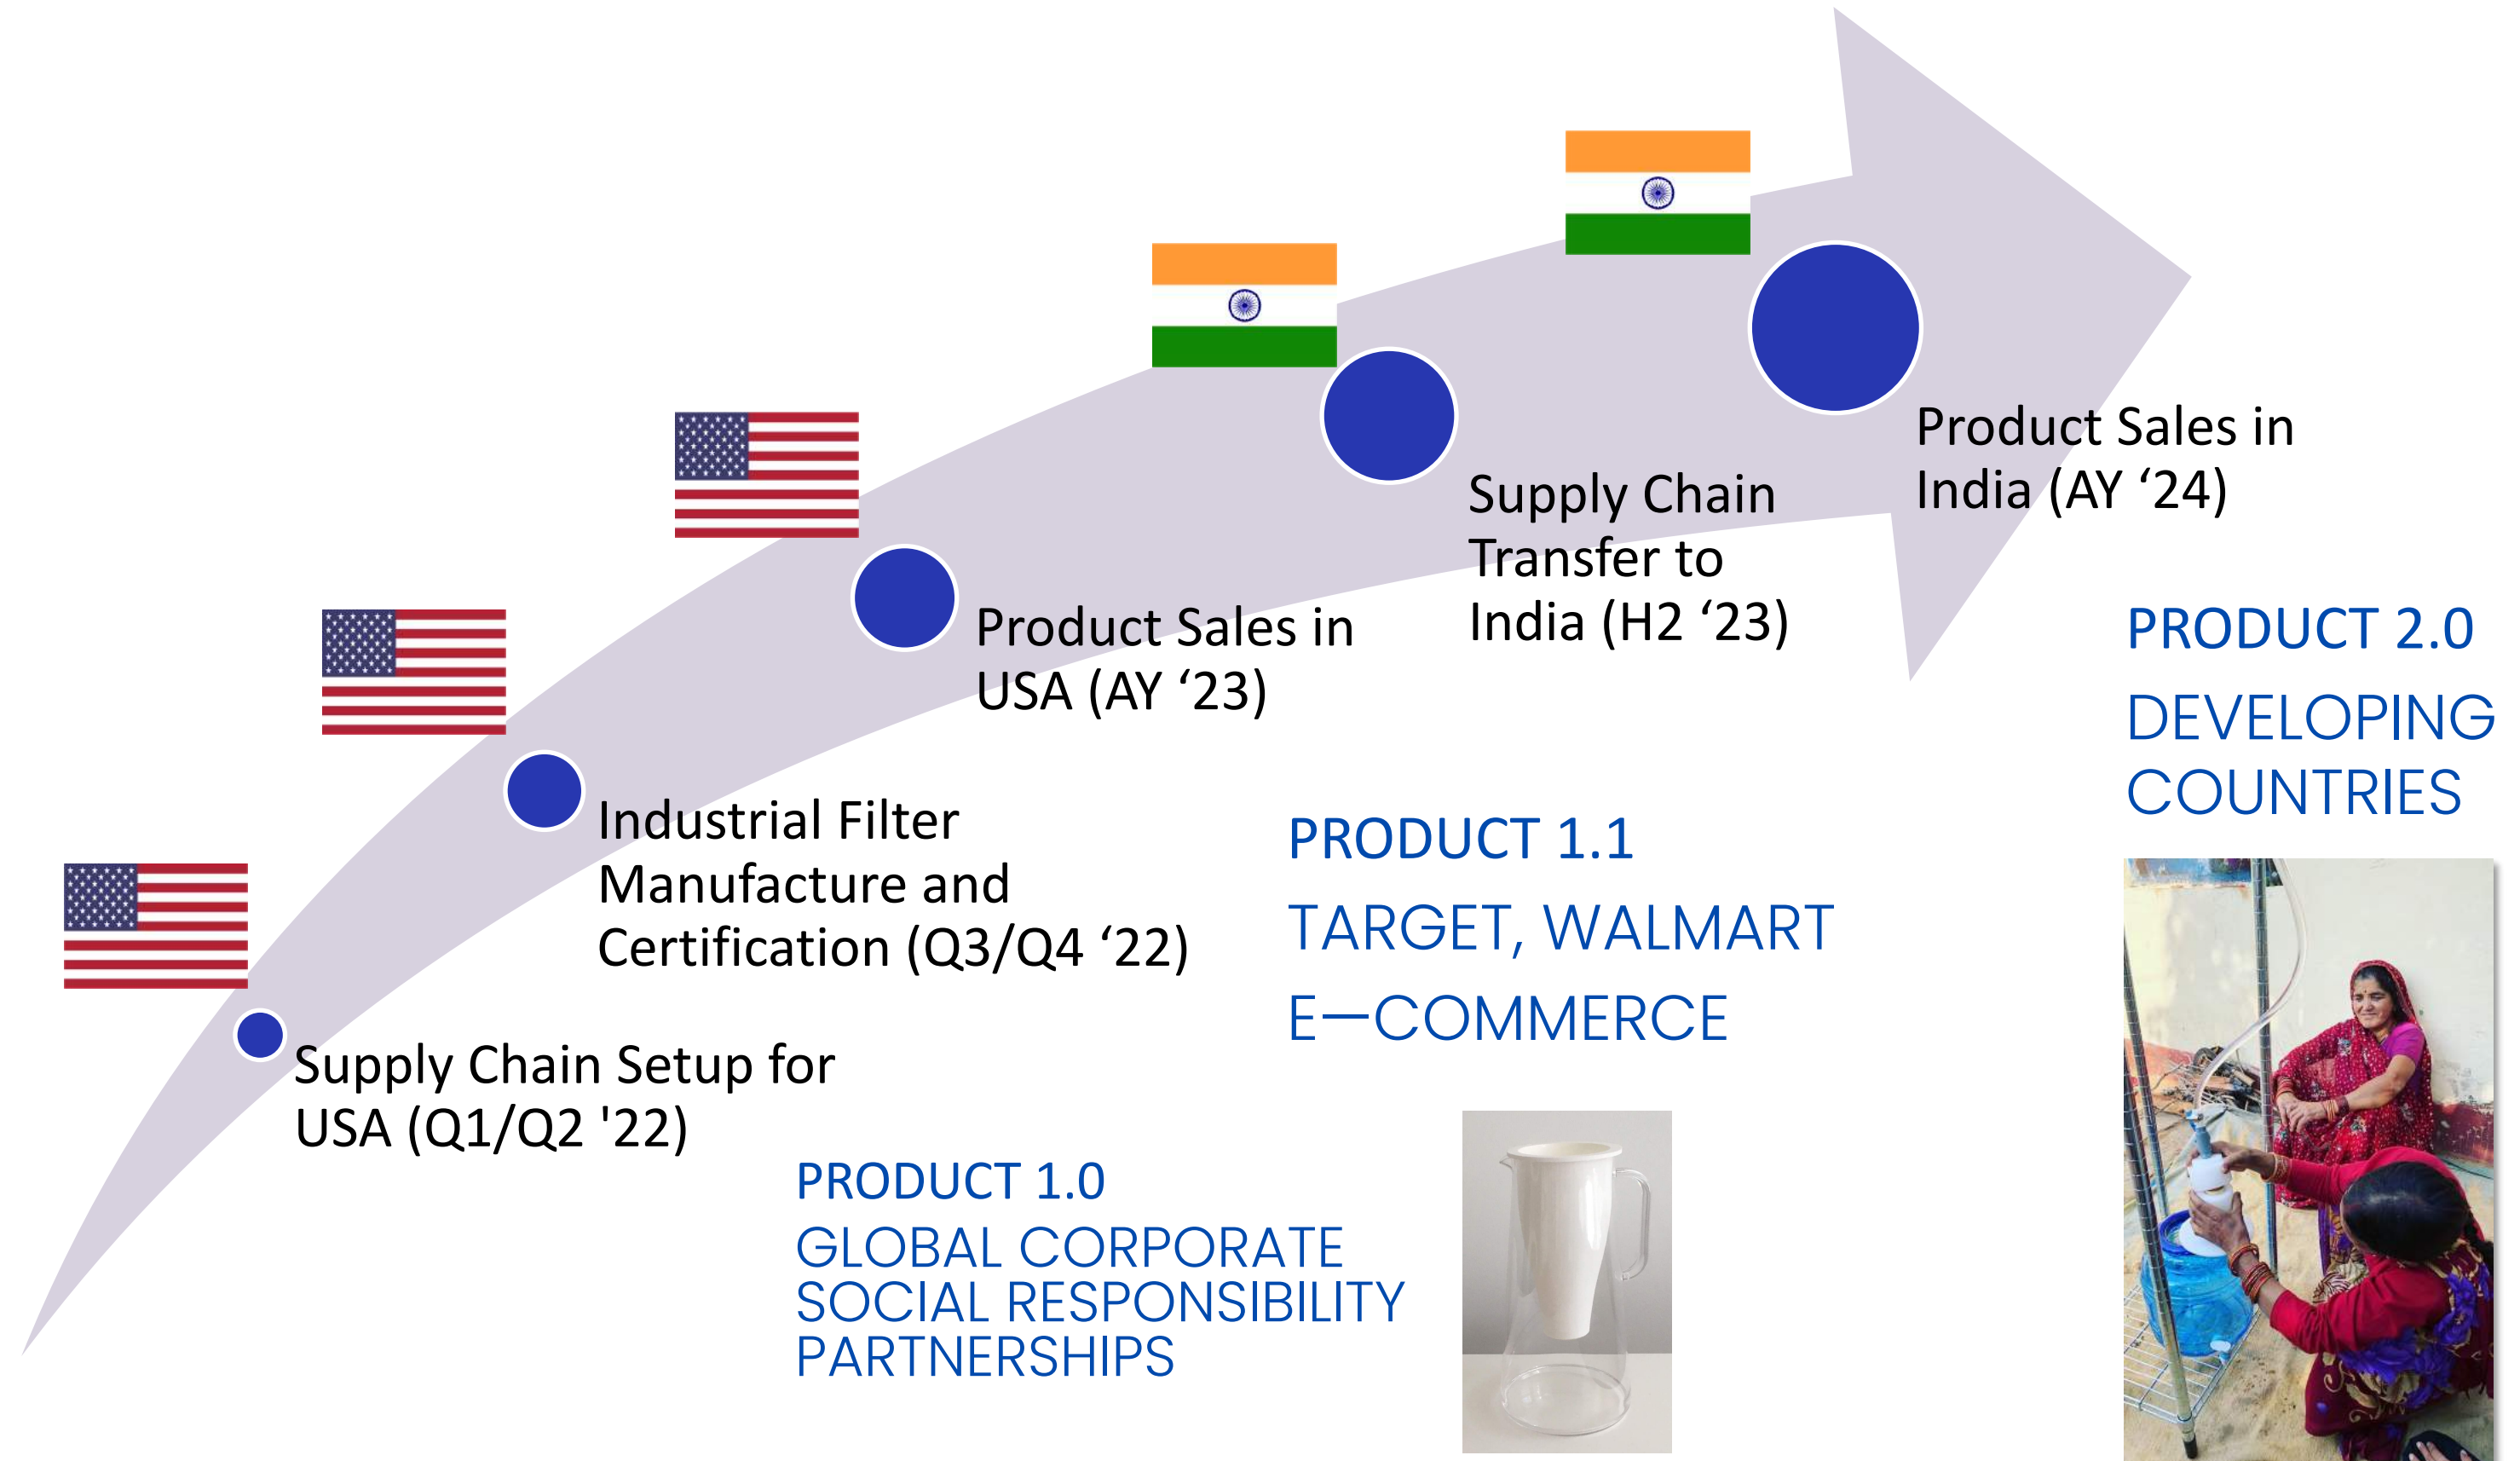 Supply Chain Setup for
USA (Q1/Q2 '22)
Industrial Filter
Manufacture and
Certification (Q3/Q4 ‘22)
Product Sales in
USA (AY ‘23)
Supply Chain
Transfer to
India (H2 ‘23)
Product Sales in
India (AY ‘24)
PRODUCT 1.0
GLOBAL CORPORATE
SOCIAL RESPONSIBILITY
PARTNERSHIPS
PRODUCT 1.1
TARGET, WALMART
E—COMMERCE
PRODUCT 2.0
DEVELOPING
COUNTRIES